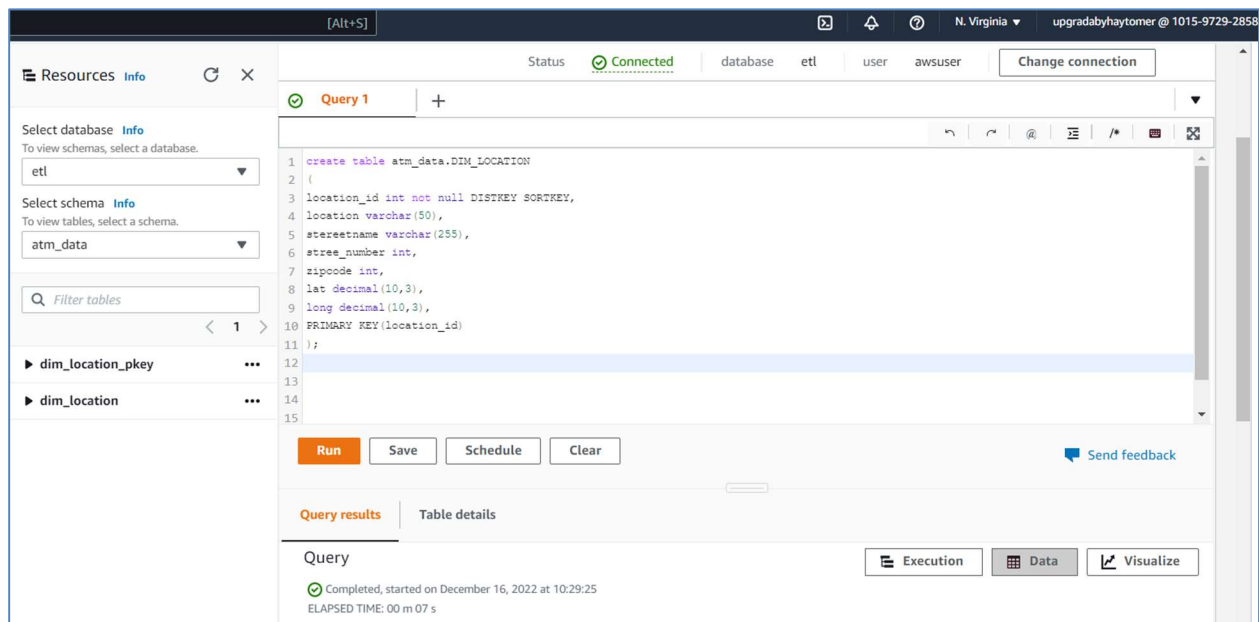 [Alt+S] N. Virginia ▼ upgradabyhaytomer @ 1015-9729-2858
Resources Info
Status Connected database etl user awsuser Change connection
Query 1 +
Select database Info
To view schemas, select a database.
etl
Select schema Info
To view tables, select a schema.
atm_data
Filter tables
< 1 >
dim_location_pkey •••
dim_location •••
@ /*
1 create table atm_data.DIM_LOCATION
2 (
3 location_id int not null DISTKEY SORTKEY,
4 location varchar(50),
5 stereetname varchar(255),
6 stree_number int,
7 zipcode int,
8 lat decimal(10,3),
9 long decimal(10,3),
10 PRIMARY KEY(location_id)
11 );
12
13
14
15
Run Save Schedule Clear Send feedback
Query results Table details
Query Execution Data Visualize
Completed, started on December 16, 2022 at 10:29:25
ELAPSED TIME: 00 m 07 s